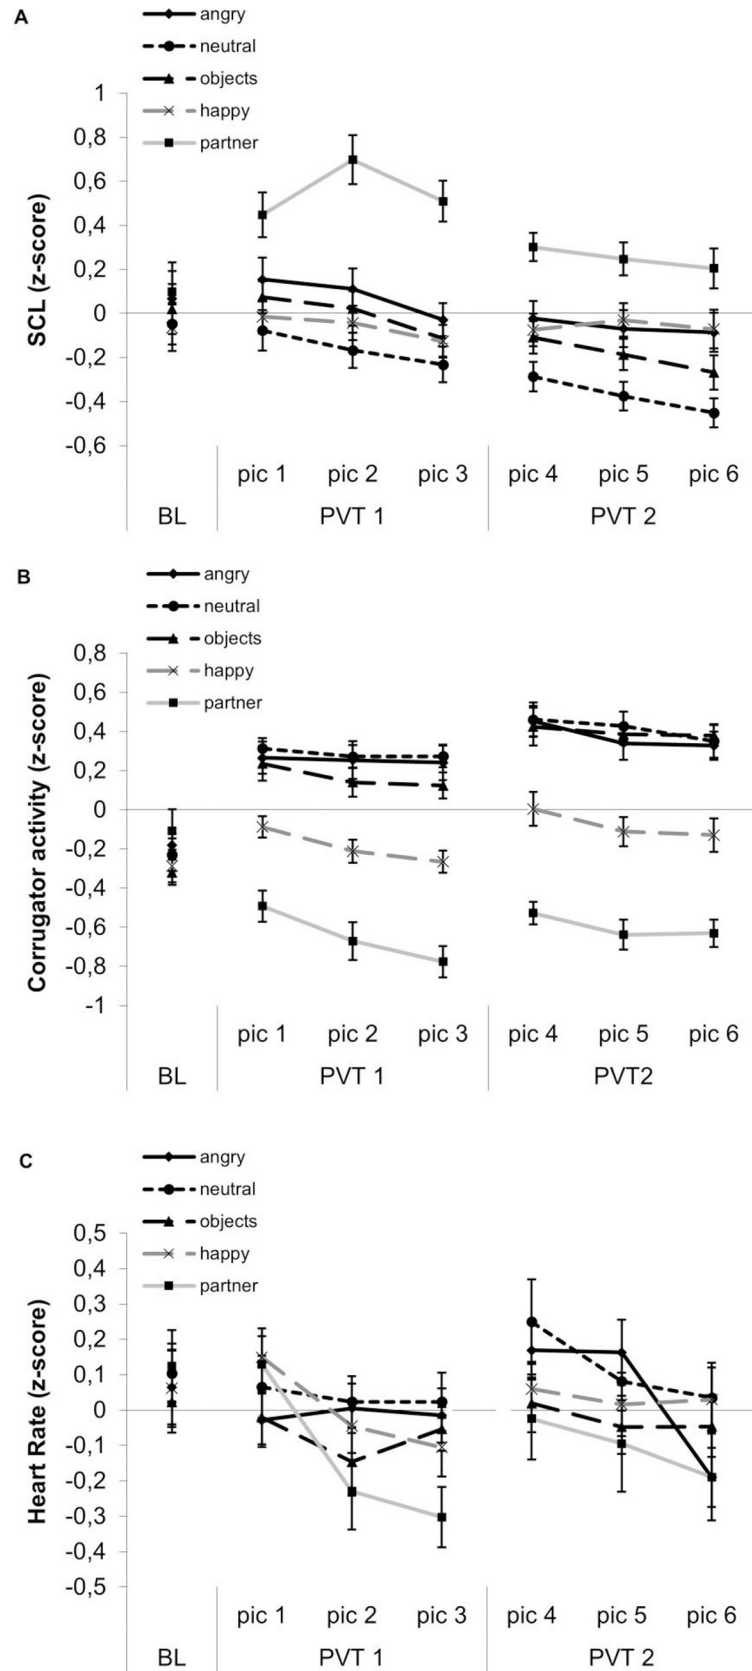 A
angry
neutral
objects
happy
partner
SCL (z-score)
1
0,8
0,6
0,4
0,2
0
-0,2
-0,4
-0,6
pic 1 pic 2 pic 3 pic 4 pic 5 pic 6
BL PVT 1 PVT 2
B
angry
neutral
objects
happy
partner
Corrugator activity (z-score)
0,8
0,6
0,4
0,2
0
-0,2
-0,4
-0,6
-0,8
-1
pic 1 pic 2 pic 3 pic 4 pic 5 pic 6
BL PVT 1 PVT2
C
angry
neutral
objects
happy
partner
Heart Rate (z-score)
0,5
0,4
0,3
0,2
0,1
0
-0,1
-0,2
-0,3
-0,4
-0,5
pic 1 pic 2 pic 3 pic 4 pic 5 pic 6
BL PVT 1 PVT 2